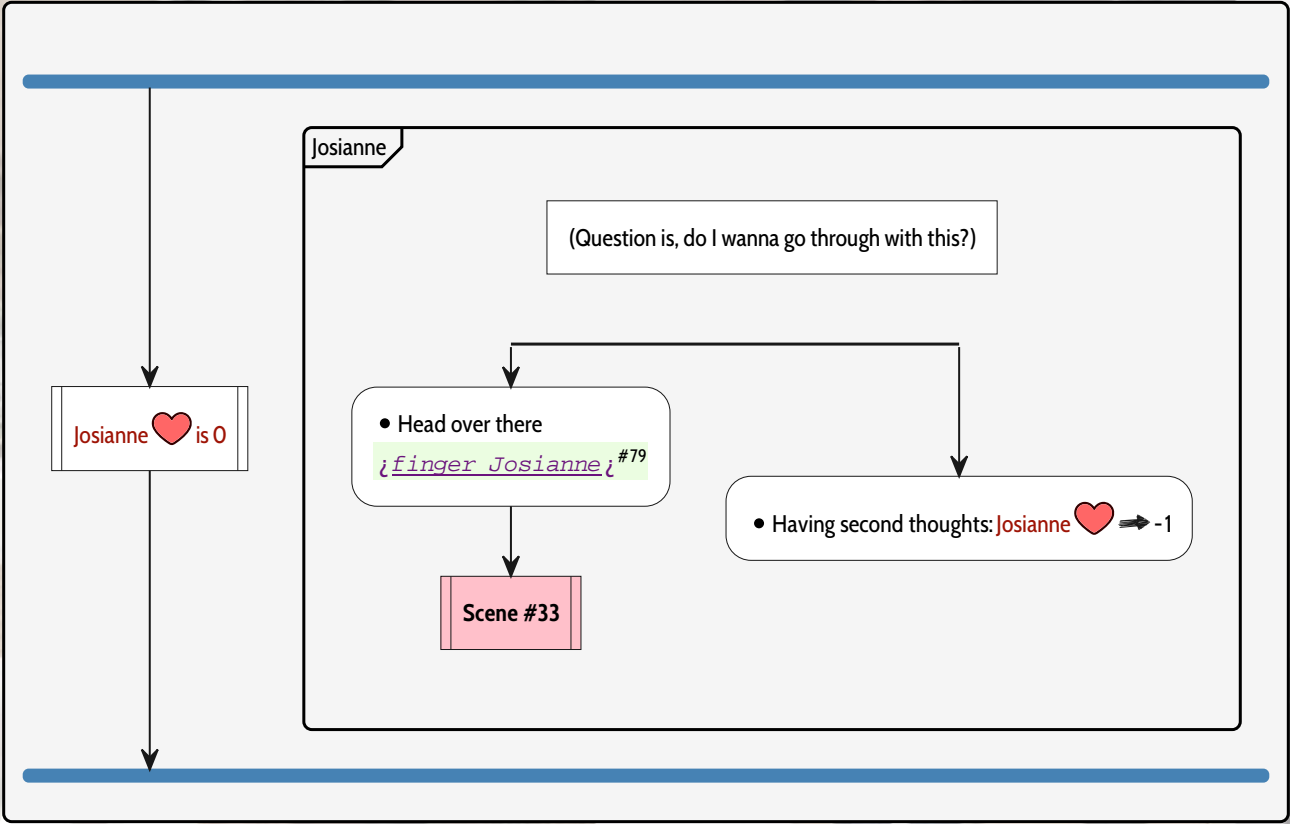 Josianne
(Question is, do I wanna go through with this?)
• Head over there
¿finger Josianne¿#79
Josianne is 0
• Having second thoughts: Josianne -1
Scene #33